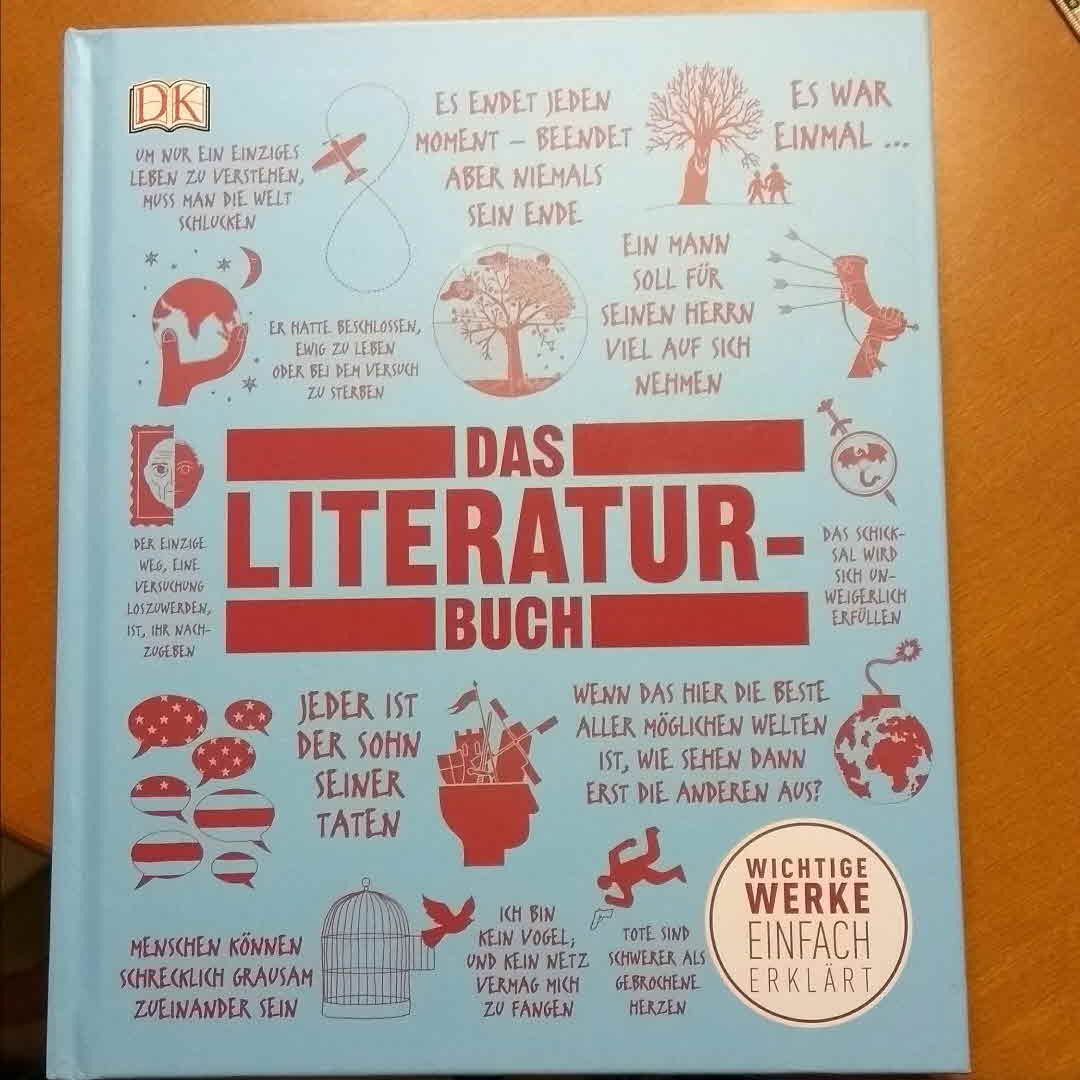 DK
UM NUR EIN EINZIGES
LEBEN ZU VERSTEHEN,
MUSS MAN DIE WELT
SCHLUCKEN
ES ENDET JEDEN
MOMENT – BEENDET
ABER NIEMALS
SEIN ENDE
ES WAR
EINMAL ...
ER HATTE BESCHLOSSEN,
EWIG ZU LEBEN
ODER BEI DEM VERSUCH
ZU STERBEN
EIN MANN
SOLL FÜR
SEINEN HERRN
VIEL AUF SICH
NEHMEN
DAS
LITERATUR-
BUCH
DER EINZIGE
WEG, EINE
VERSUCHUNG
LOSZUWERDEN,
IST, IHR NACH-
ZUGEBEN
DAS SCHICK-
SAL WIRD
SICH UN-
WEIGERLICH
ERFÜLLEN
JEDER IST
DER SOHN
SEINER
TATEN
WENN DAS HIER DIE BESTE
ALLER MÖGLICHEN WELTEN
IST, WIE SEHEN DANN
ERST DIE ANDEREN AUS?
MENSCHEN KÖNNEN
SCHRECKLICH GRAUSAM
ZUEINANDER SEIN
ICH BIN
KEIN VOGEL,
UND KEIN NETZ
VERMAG MICH
ZU FANGEN
TOTE SIND
SCHWERER ALS
GEBROCHENE
HERZEN
WICHTIGE
WERKE
EINFACH
ERKLÄRT